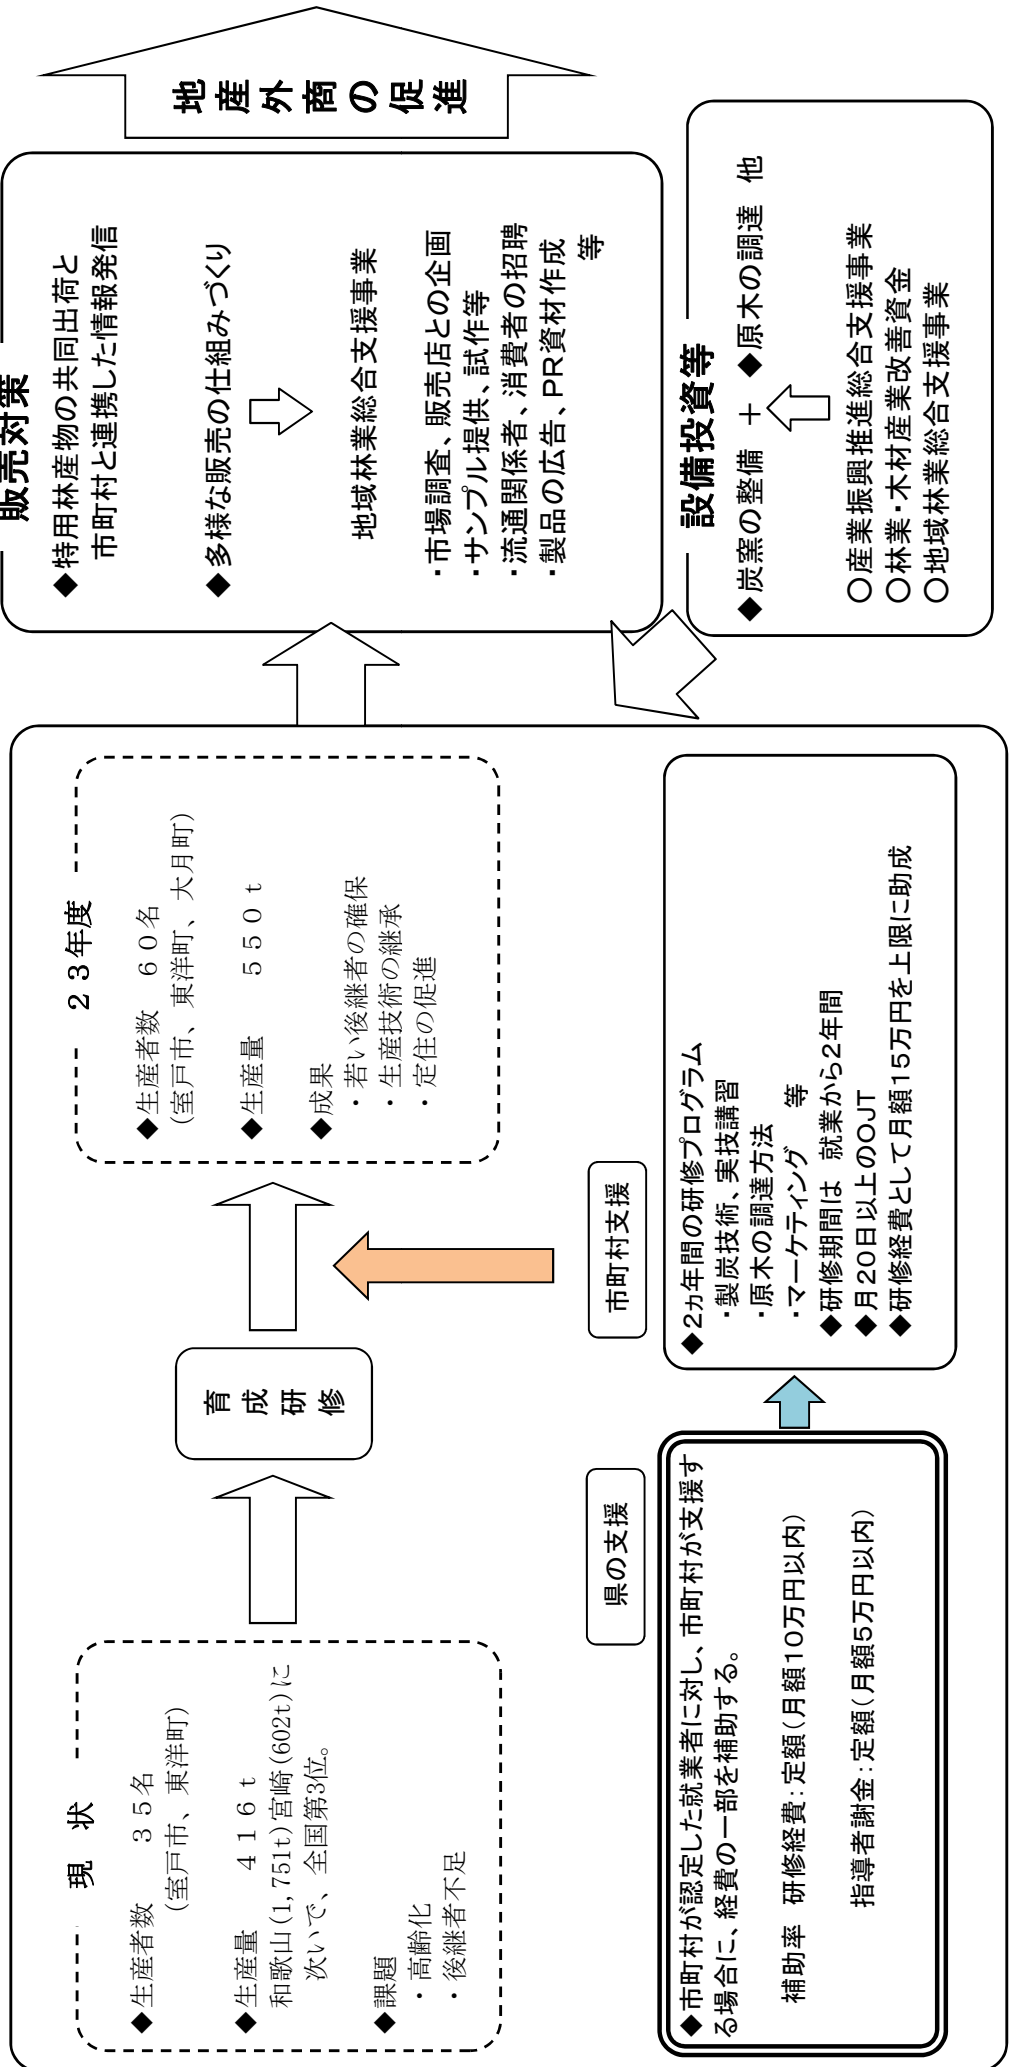 現　状
◆生産者数　３５名
(室戸市、東洋町)
◆生産量　４１６ｔ
和歌山(1,751t)宮崎(602t)に
次いで、全国第3位。
◆課題
・高齢化
・後継者不足
育成研修
２３年度
◆生産者数　６０名
(室戸市、東洋町、大月町)
◆生産量　５５０ｔ
◆成果
・若い後継者の確保
・生産技術の継承
・定住の促進
県の支援
◆市町村が認定した就業者に対し、市町村が支援す
る場合に、経費の一部を補助する。
補助率　研修経費：定額(月額10万円以内)
指導者謝金：定額(月額5万円以内)
市町村支援
◆2ヵ年間の研修プログラム
・製炭技術、実技講習
・原木の調達方法
・マーケティング　等
◆研修期間は 就業から2年間
◆月20日以上のOJT
◆研修経費として月額15万円を上限に助成
販売対策
◆特用林産物の共同出荷と
市町村と連携した情報発信
◆多様な販売の仕組みづくり
地域林業総合支援事業
・市場調査、販売店との企画
・サンプル提供、試作等
・流通関係者、消費者の招聘
・製品の広告、PR資材作成
等
設備投資等
◆炭窯の整備　＋　◆原木の調達　他
○産業振興推進総合支援事業
○林業・木材産業改善資金
○地域林業総合支援事業
地産外商の促進